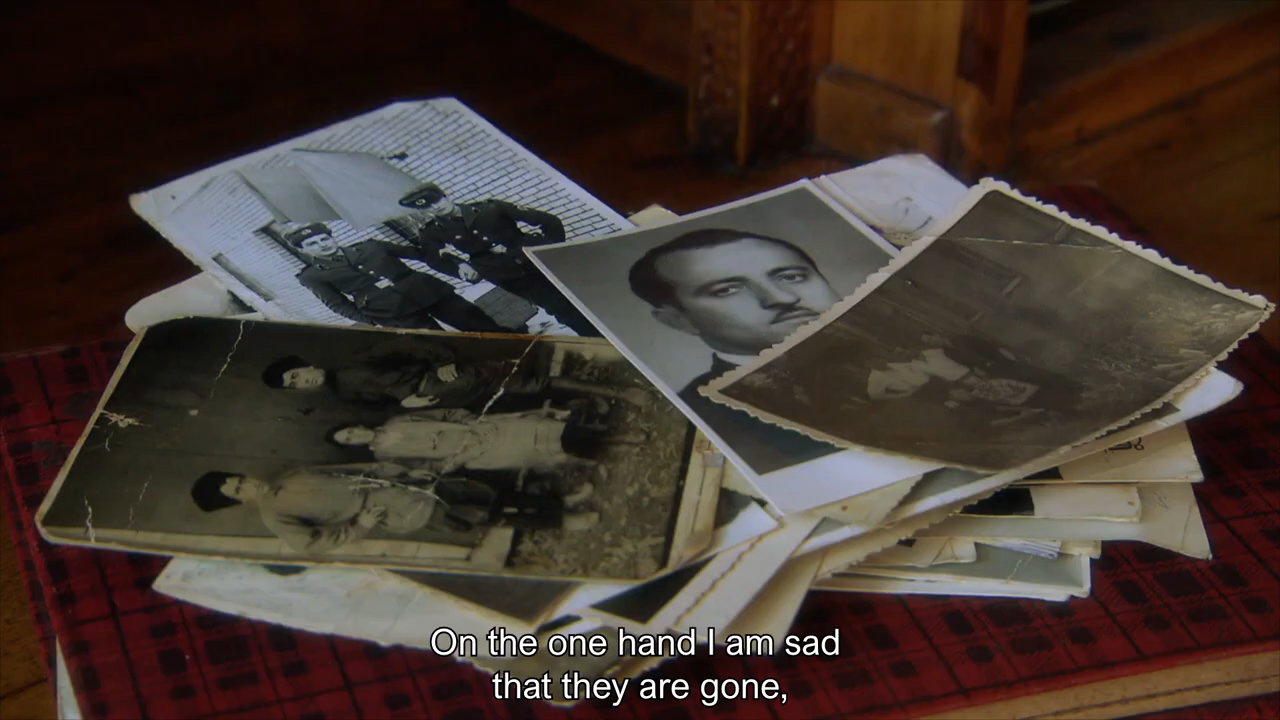 On the one hand I am sad
that they are gone,